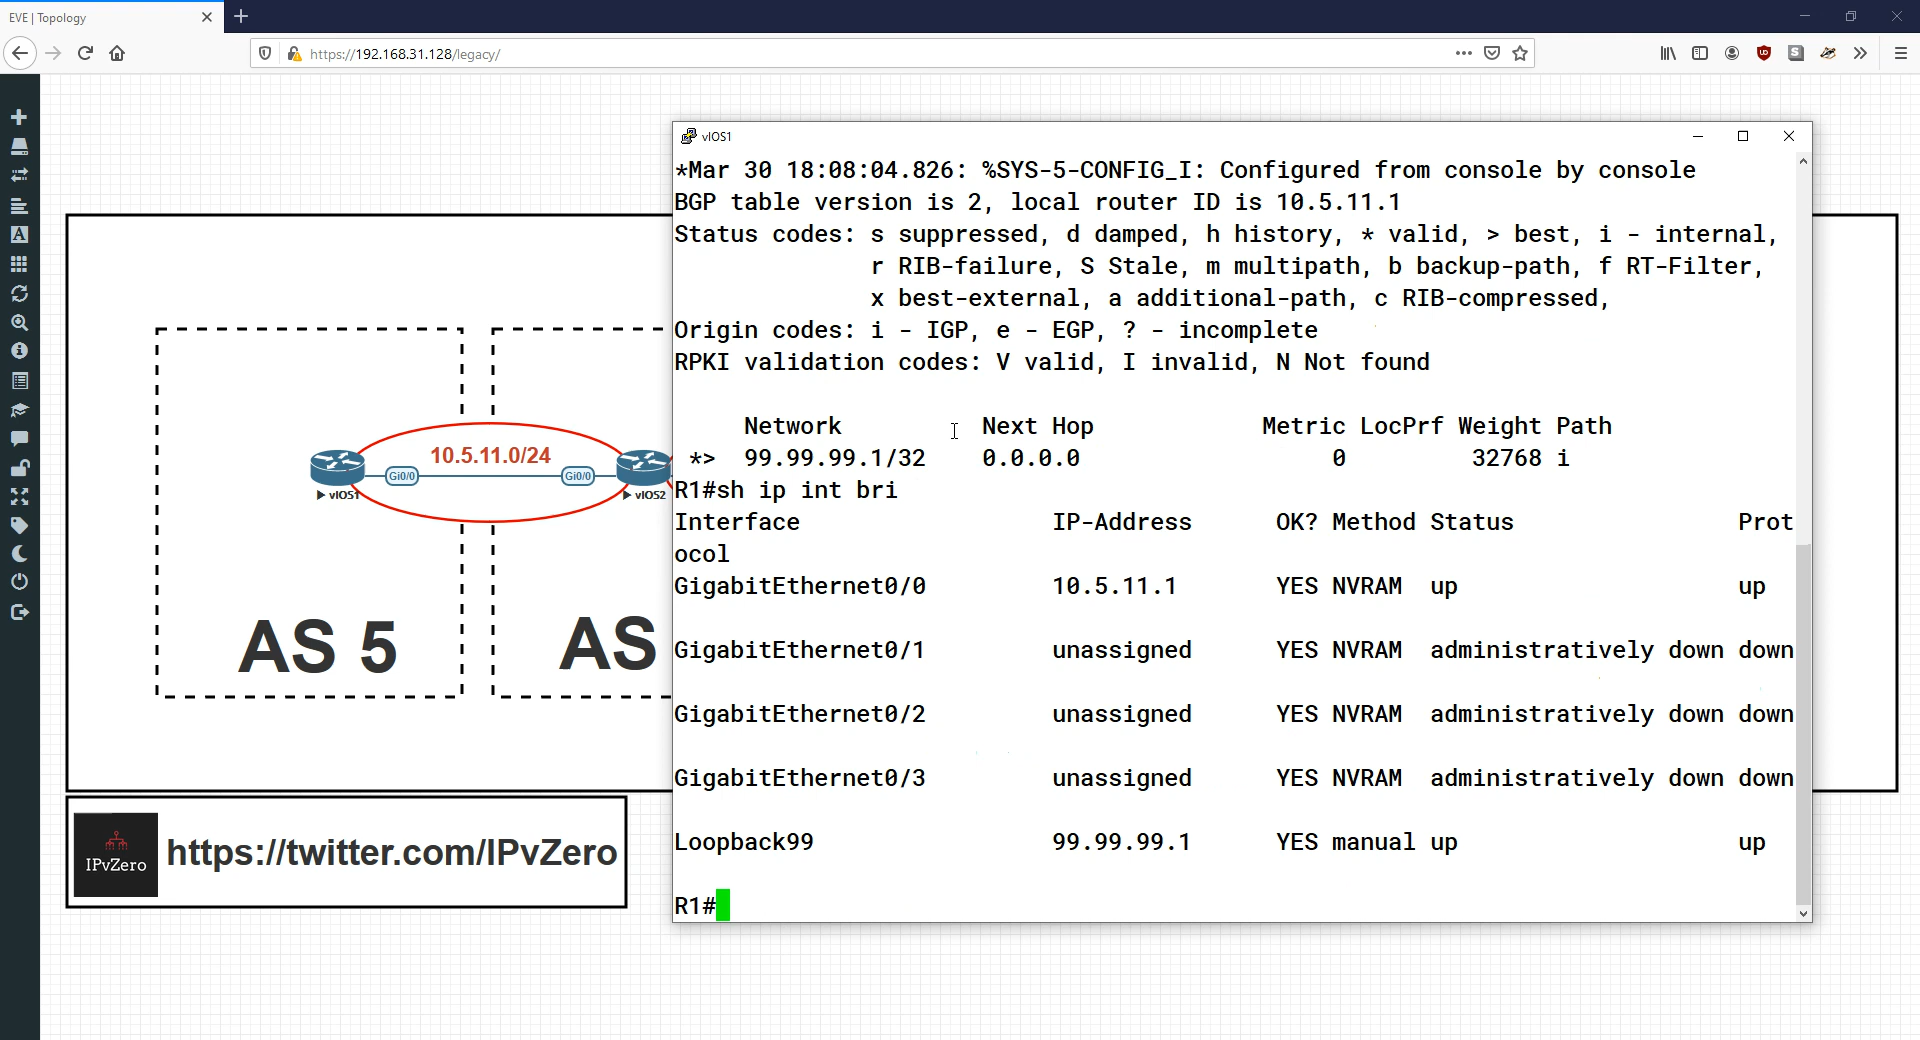 EVE | Topology
https://192.168.31.128/legacy/
vIOS1
*Mar 30 18:08:04.826: %SYS-5-CONFIG_I: Configured from console by console
BGP table version is 2, local router ID is 10.5.11.1
Status codes: s suppressed, d damped, h history, * valid, > best, i - internal,
r RIB-failure, S Stale, m multipath, b backup-path, f RT-Filter,
x best-external, a additional-path, c RIB-compressed,
Origin codes: i - IGP, e - EGP, ? - incomplete
RPKI validation codes: V valid, I invalid, N Not found
Network Next Hop Metric LocPrf Weight Path
*> 99.99.99.1/32 0.0.0.0 0 32768 i
R1#sh ip int bri
Interface IP-Address OK? Method Status Prot
ocol
GigabitEthernet0/0 10.5.11.1 YES NVRAM up up
GigabitEthernet0/1 unassigned YES NVRAM administratively down down
GigabitEthernet0/2 unassigned YES NVRAM administratively down down
GigabitEthernet0/3 unassigned YES NVRAM administratively down down
Loopback99 99.99.99.1 YES manual up up
R1#
10.5.11.0/24
Gi0/0 Gi0/0
vIOS1 vIOS2
AS 5 AS
IPvZero
https://twitter.com/IPvZero